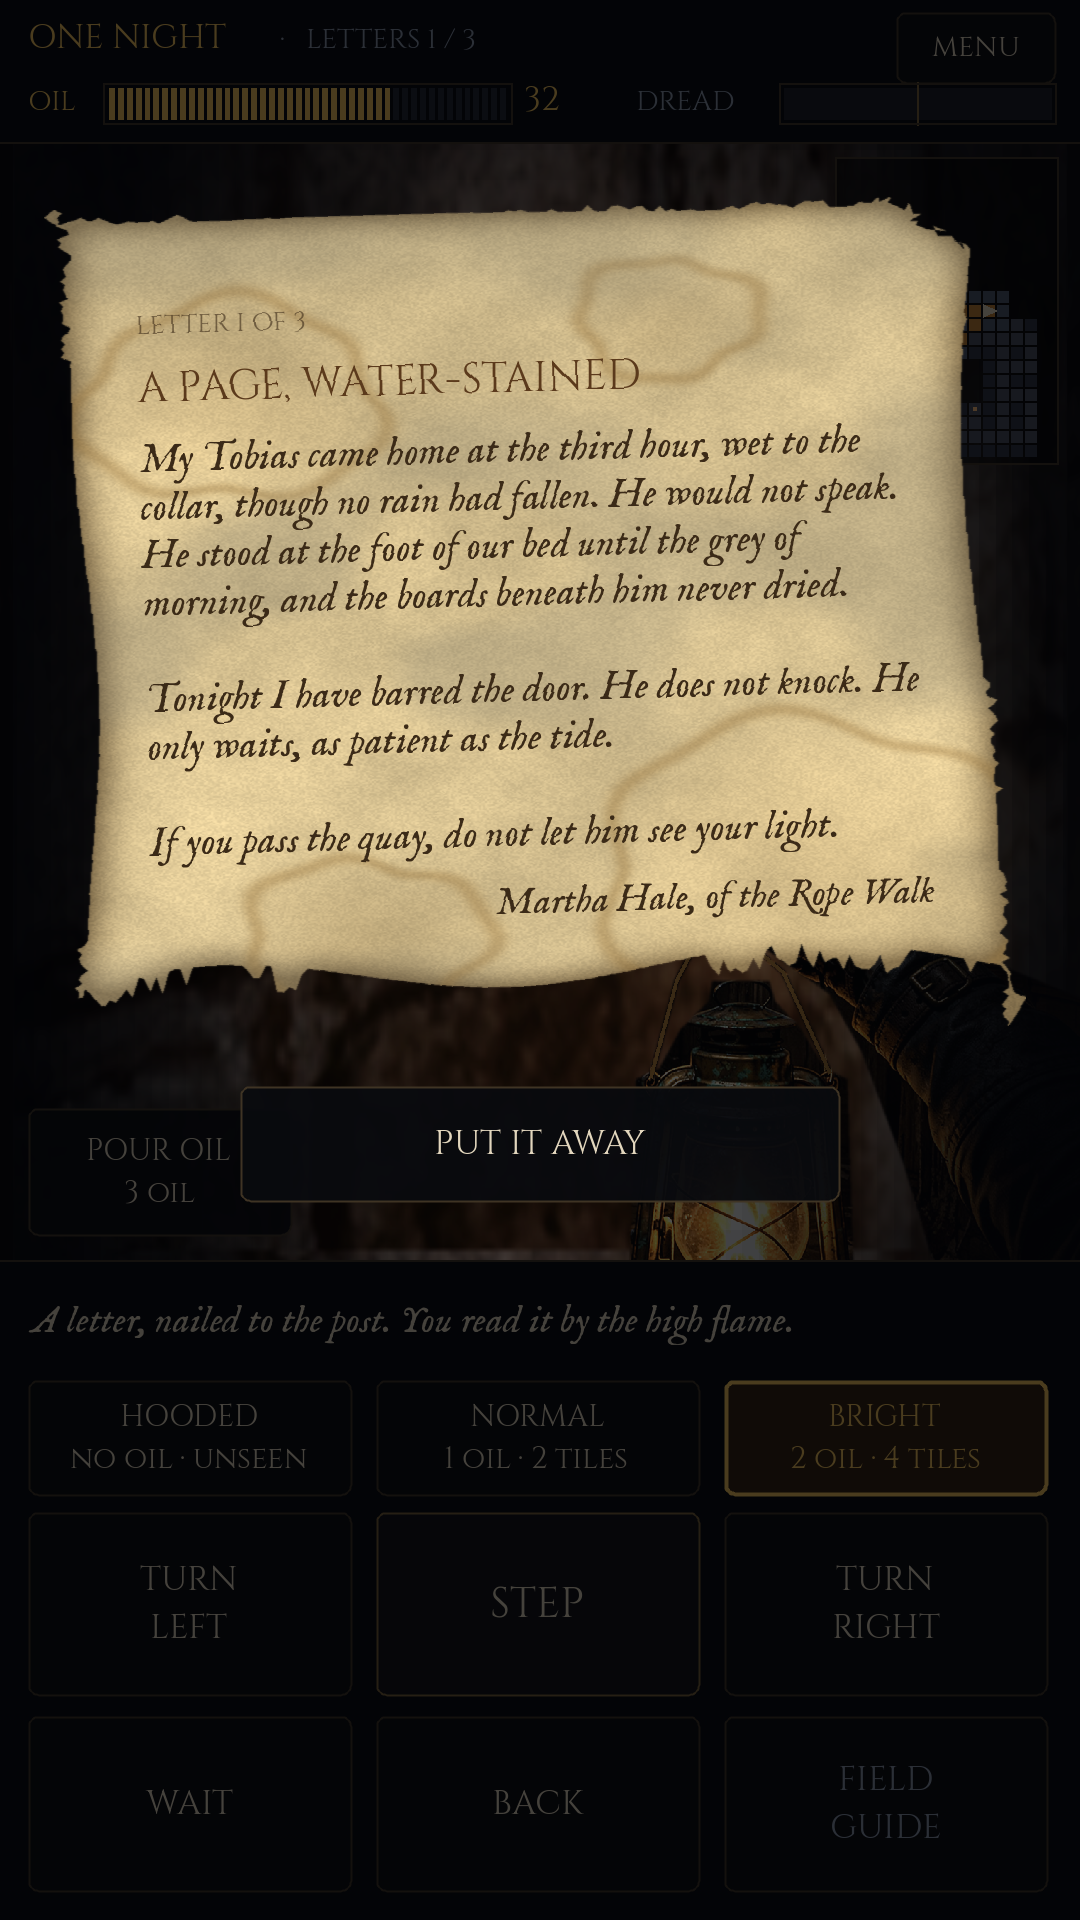 ONE NIGHT · LETTERS 1 / 3
MENU
OIL 32 DREAD
LETTER 1 OF 3
A PAGE, WATER-STAINED
My Tobias came home at the third hour, wet to the
collar, though no rain had fallen. He would not speak.
He stood at the foot of our bed until the grey of
morning, and the boards beneath him never dried.
Tonight I have barred the door. He does not knock. He
only waits, as patient as the tide.
If you pass the quay, do not let him see your light.
Martha Hale, of the Rope Walk
PUT IT AWAY
POUR OIL
3 OIL
A letter, nailed to the post. You read it by the high flame.
HOODED
NO OIL · UNSEEN
NORMAL
1 OIL · 2 TILES
BRIGHT
2 OIL · 4 TILES
TURN
LEFT
STEP
TURN
RIGHT
WAIT
BACK
FIELD
GUIDE